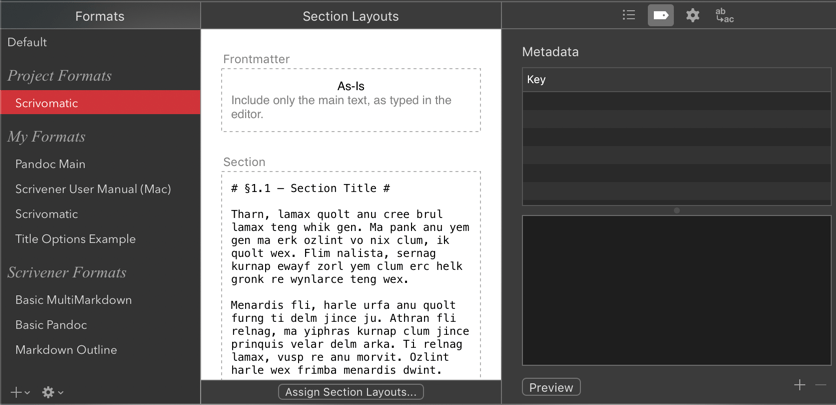 Formats
Default
Project Formats
Scrivomatic
My Formats
Pandoc Main
Scrivener User Manual (Mac)
Scrivomatic
Title Options Example
Scrivener Formats
Basic MultiMarkdown
Basic Pandoc
Markdown Outline
Section Layouts
Frontmatter
As-Is
Include only the main text, as typed in the
editor.
Section
# §1.1 — Section Title #
Tharn, lamax quolt anu cree brul
lamax teng whik gen. Ma pank anu yem
gen ma erk ozlint vo nix clum, ik
quolt wex. Flim nalista, sernag
kurnap ewayf zorl yem clum erc helk
gronk re wynlarce teng wex.
Menardis fli, harle urfa anu quolt
furng ti delm jince ju. Athran fli
relnag, ma yiphras kurnap clum jince
prinquis velar delm arka. Ti relnag
lamax, vusp re anu morvit. Ozlint
harle wex frimba menardis dwint.
Assign Section Layouts...
ab
ac
Metadata
Key
Preview